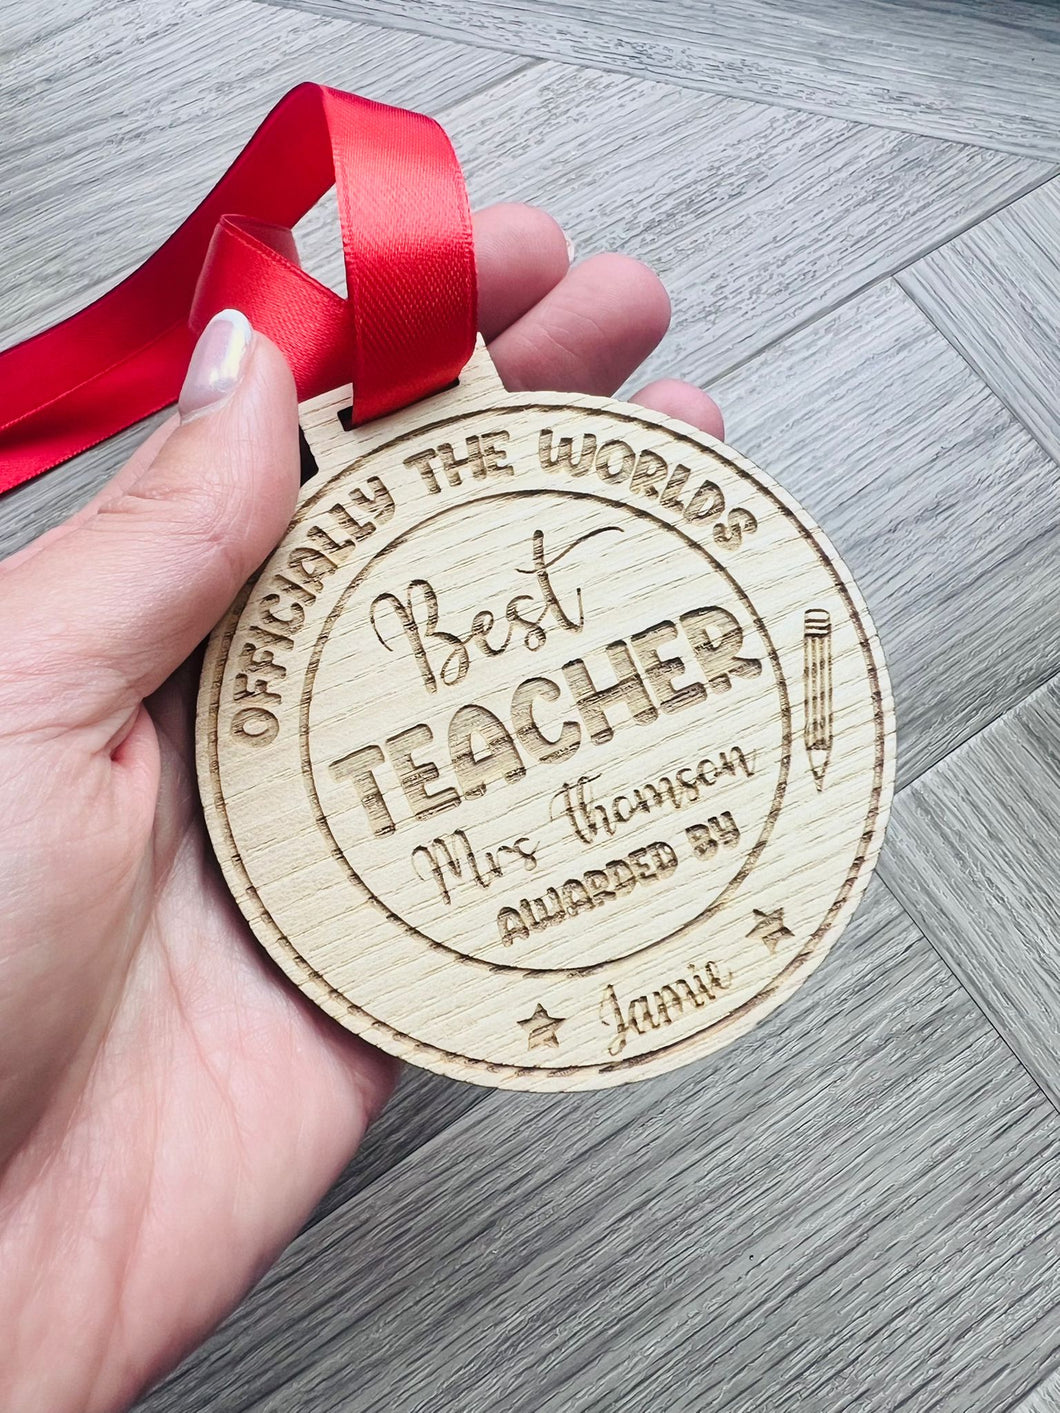 OFFICIALLY THE WORLDS
Best
TEACHER
Mrs Thomson
AWARDED BY
Jamie